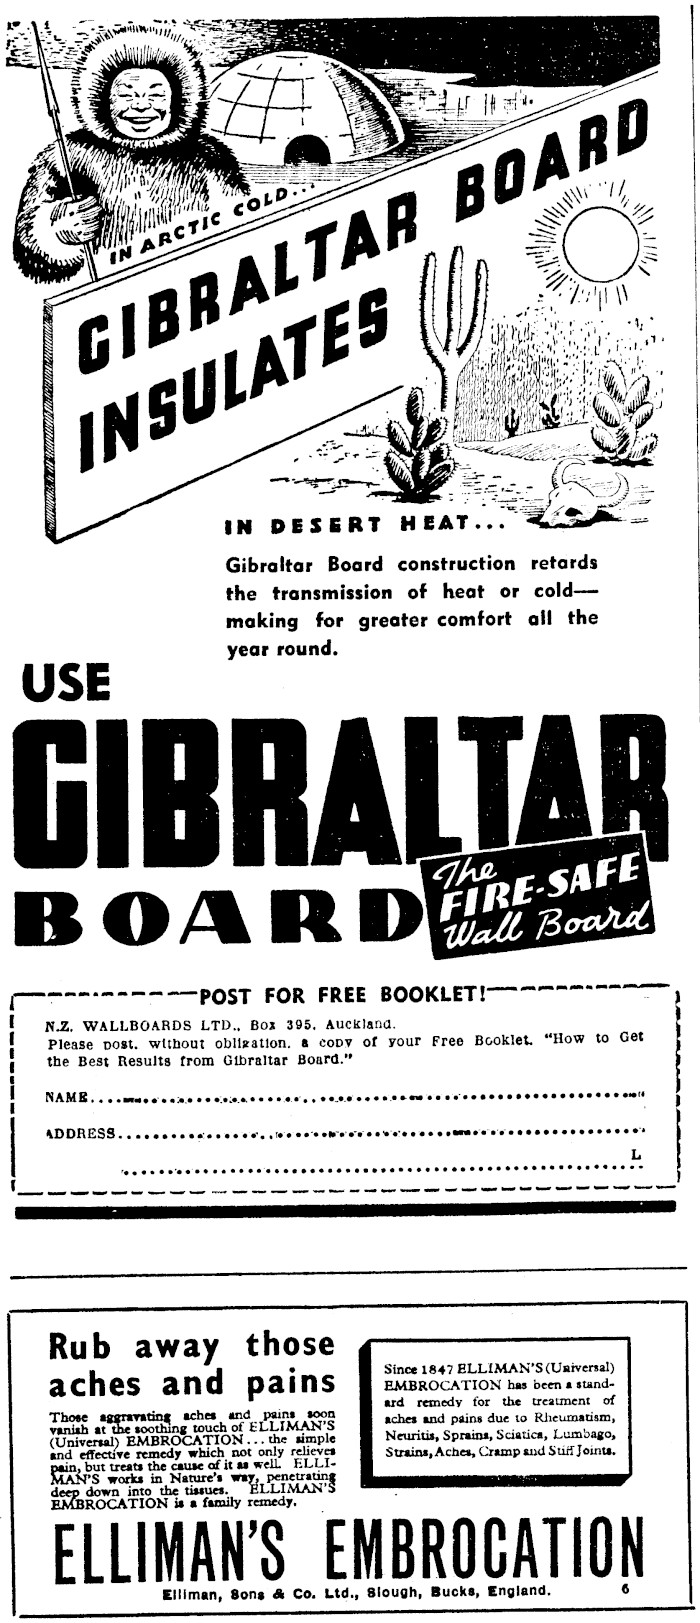 IN ARCTIC COLD...
GIBRALTAR BOARD
INSULATES
IN DESERT HEAT...
Gibraltar Board construction retards
the transmission of heat or cold—
making for greater comfort all the
year round.
USE
GIBRALTAR
BOARD
The
FIRE-SAFE
Wall Board
POST FOR FREE BOOKLET!
N.Z. WALLBOARDS LTD., Box 395, Auckland.
Please post, without obligation, a copy of your Free Booklet, "How to Get
the Best Results from Gibraltar Board."
NAME
ADDRESS
L
Rub away those
aches and pains
Those aggravating aches and pains soon
vanish at the soothing touch of ELLIMAN'S
(Universal) EMBROCATION... the simple
and effective remedy which not only relieves
pain, but treats the cause of it as well. ELLI-
MAN'S works in Nature's way, penetrating
deep down into the tissues. ELLIMAN'S
EMBROCATION is a family remedy.
Since 1847 ELLIMAN'S (Universal)
EMBROCATION has been a stand-
ard remedy for the treatment of
aches and pains due to Rheumatism,
Neuritis, Sprains, Sciatica, Lumbago,
Strains, Aches, Cramp and Stiff Joints.
ELLIMAN'S EMBROCATION
Elliman, Sons & Co. Ltd., Slough, Bucks, England. 6